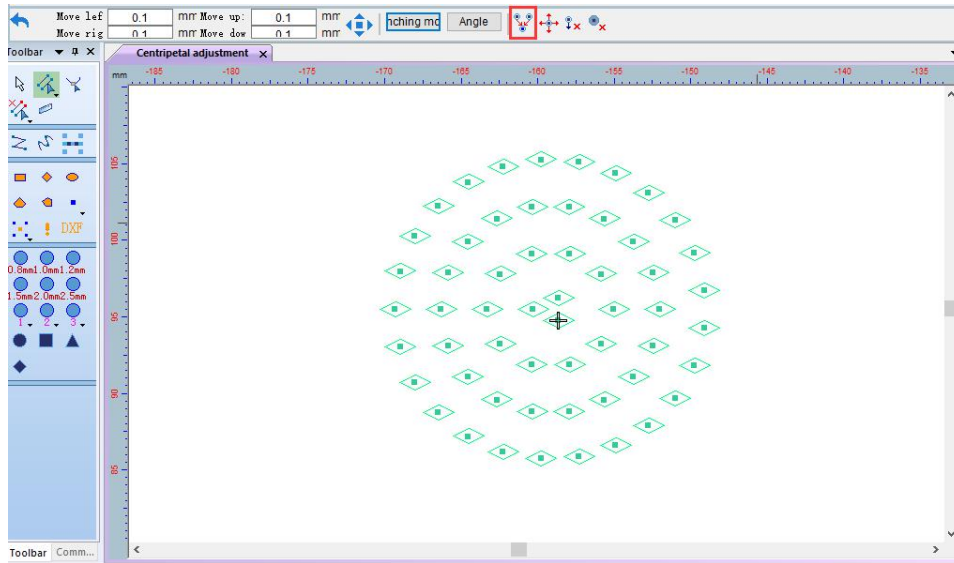 Move lef 0.1 mm Move up: 0.1 mm nching mo Angle
Move rig 0.1 mm Move dow 0.1 mm
Toolbar
Centripetal adjustment x
mm -185 -180 -175 -170 -165 -160 -155 -150 -145 -140 -135
105
100
95
90
85
DXF
0.8mm 1.0mm 1.2mm
1.5mm 2.0mm 2.5mm
1 2 3
Toolbar Comm...